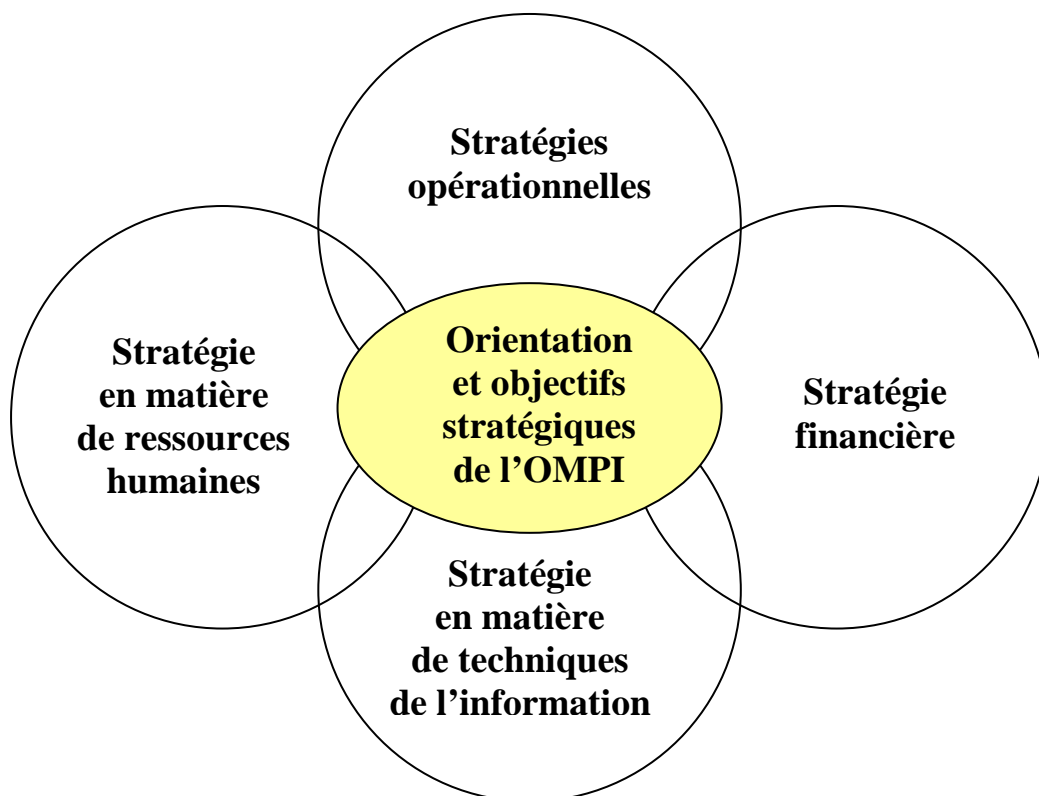 Stratégies
opérationnelles
Stratégie
en matière
de ressources
humaines
Orientation
et objectifs
stratégiques
de l’OMPI
Stratégie
financière
Stratégie
en matière
de techniques
de l’information